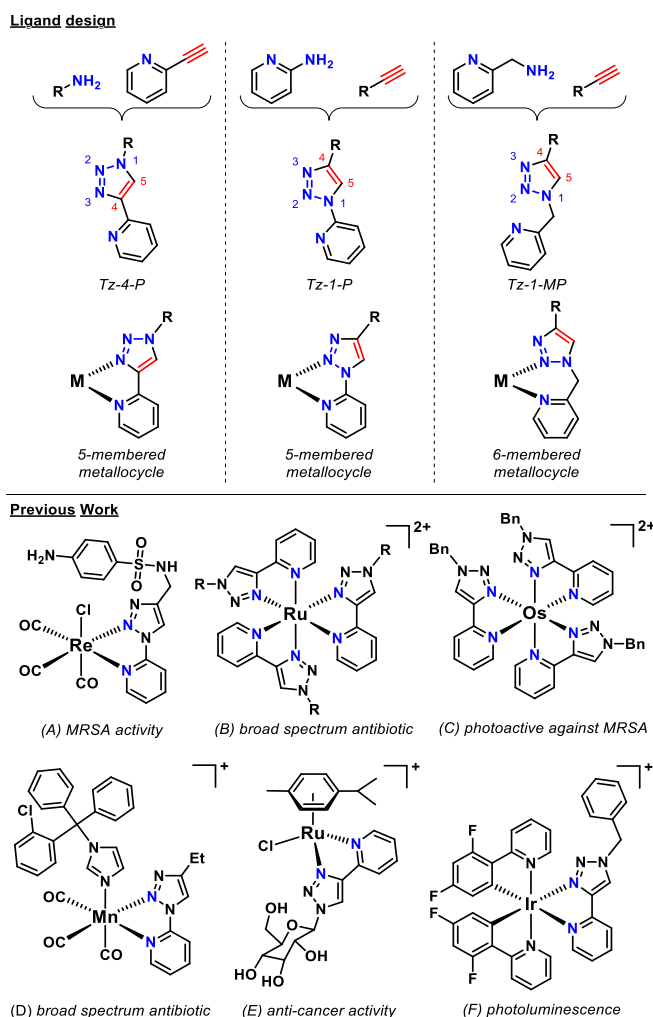 Ligand design
R NH2 N
N NH2 R
N NH2 R
R R R
2 N N 1 3 N 4 3 N 4
N 5 N 5 N 5
3 4 2 N 1 2 N 1
N N N
Tz-4-P Tz-1-P Tz-1-MP
R R R
N N N N
N N N N N
M M M
N N N
5-membered 5-membered 6-membered
metallocycle metallocycle metallocycle
Previous Work
H2N O S O NH
Cl N N N
OC Re N
OC CO
(A) MRSA activity
2+
R N N N N N N R
Ru
N N N N N N R
(B) broad spectrum antibiotic
2+
Bn Bn
N N N N N N N N
Os
N N N N Bn
(C) photoactive against MRSA
+
Cl
N N Et
OC Mn N N N
OC CO N
(D) broad spectrum antibiotic
+
Cl Ru N
N N N
OH O
HO HO OH
(E) anti-cancer activity
+
F N N N N
F Ir
F N N
F
(F) photoluminescence